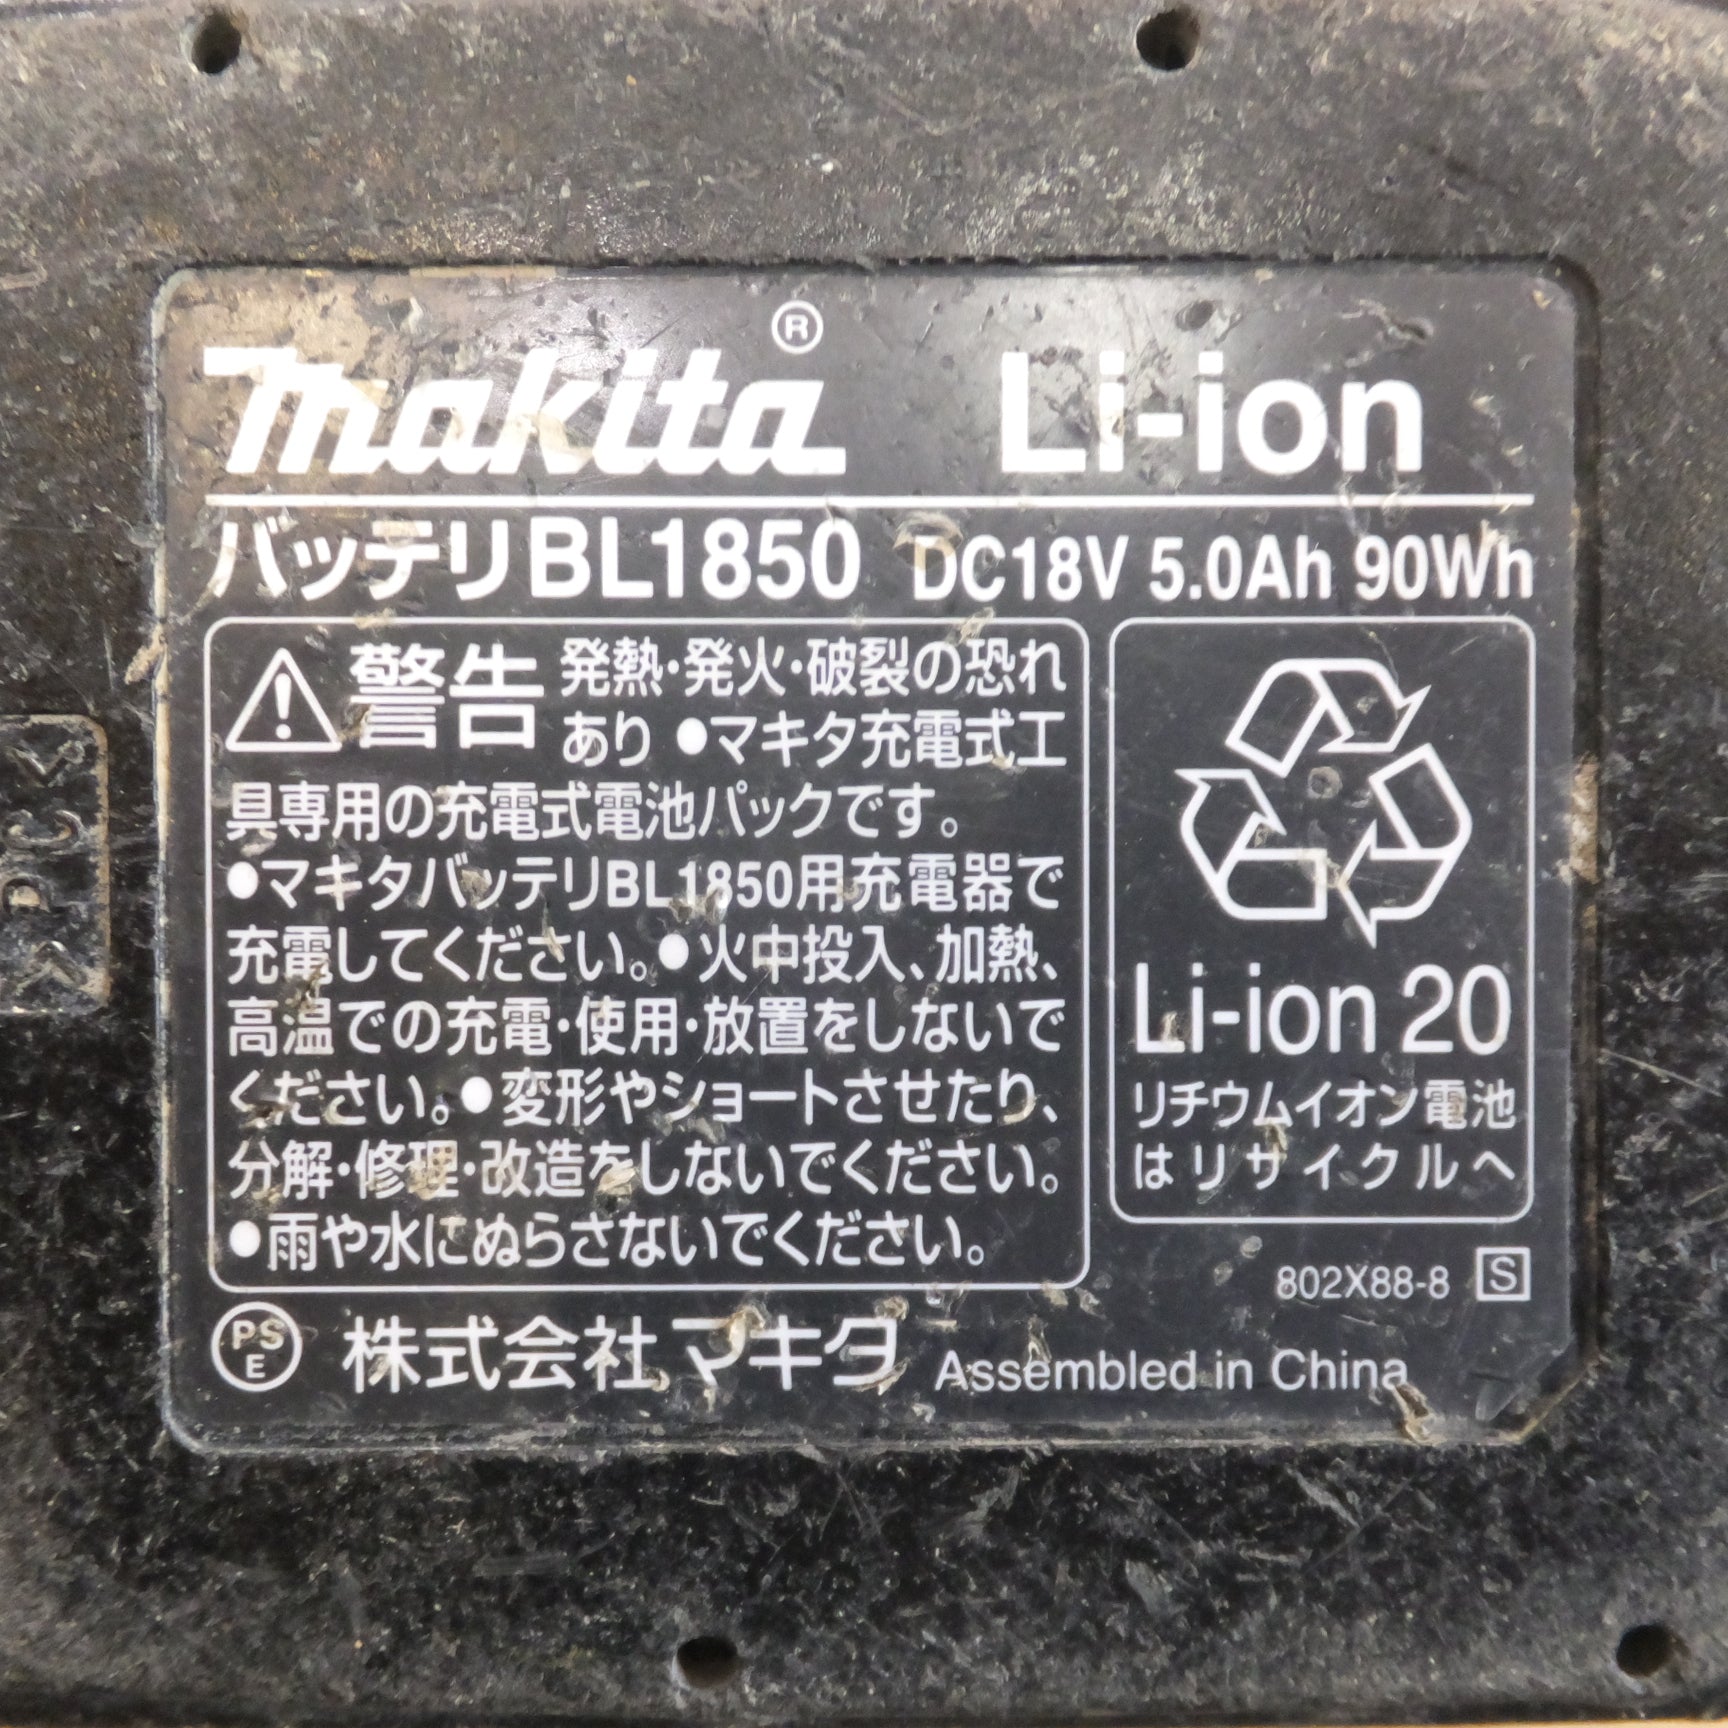 makita® Li-ion
バッテリBL1850 DC18V 5.0Ah 90Wh
警告 発熱・発火・破裂の恐れ
あり ●マキタ充電式工
具専用の充電式電池パックです。
●マキタバッテリBL1850用充電器で
充電してください。●火中投入、加熱、
高温での充電・使用・放置をしないで
ください。●変形やショートさせたり、
分解・修理・改造をしないでください。
●雨や水にぬらさないでください。
Li-ion 20
リチウムイオン電池
はリサイクルへ
802X88-8 S
PS
E
株式会社マキタ Assembled in China